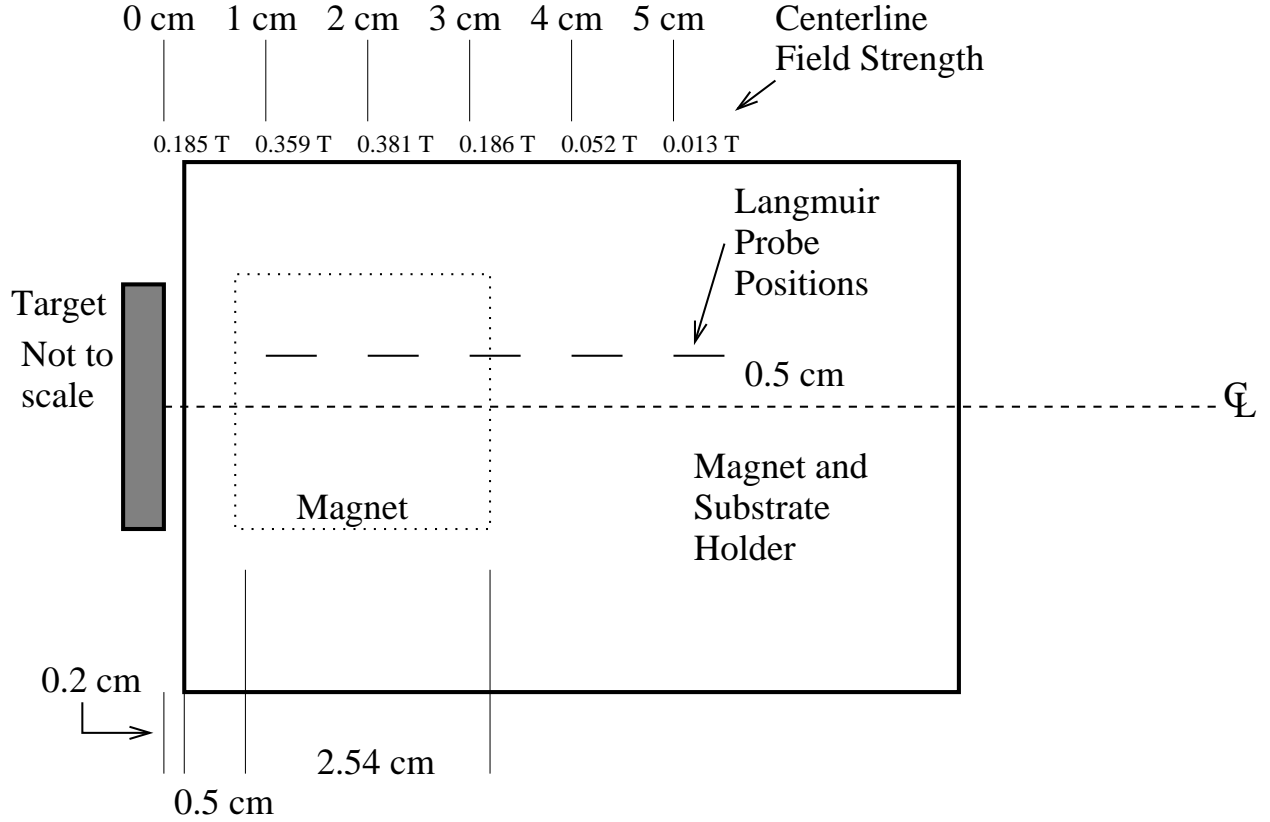 0 cm 1 cm 2 cm 3 cm 4 cm 5 cm
Centerline
Field Strength
0.185 T 0.359 T 0.381 T 0.186 T 0.052 T 0.013 T
Langmuir
Probe
Positions
Target
Not to
scale
0.5 cm
℄
Magnet
Magnet and
Substrate
Holder
0.2 cm
2.54 cm
0.5 cm